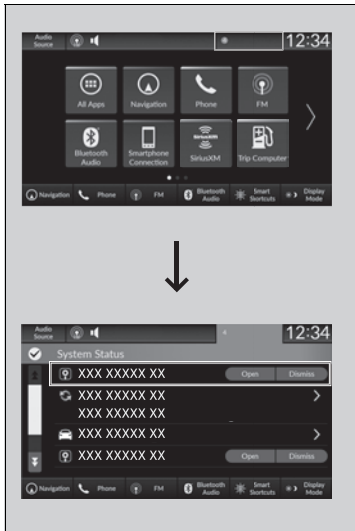 Audio Source 12:34
All Apps Navigation Phone FM
Bluetooth Audio Smartphone Connection SiriusXM Trip Computer
Navigation Phone FM Bluetooth Audio Smart Shortcuts Display Mode
Audio Source 4 12:34
System Status
XXX XXXXX XX Open Dismiss
XXX XXXXX XX
XXX XXXXX XX
XXX XXXXX XX
XXX XXXXX XX Open Dismiss
Navigation Phone FM Bluetooth Audio Smart Shortcuts Display Mode